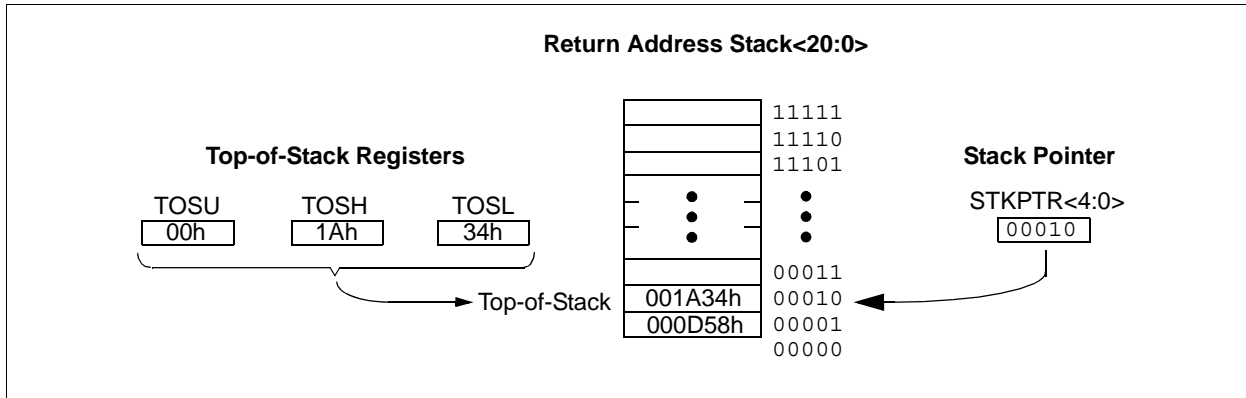 Return Address Stack<20:0>
11111
11110
11101
Top-of-Stack Registers
Stack Pointer
TOSU TOSH TOSL
STKPTR<4:0>
00h 1Ah 34h
00010
00011
Top-of-Stack 001A34h 00010
000D58h 00001
00000